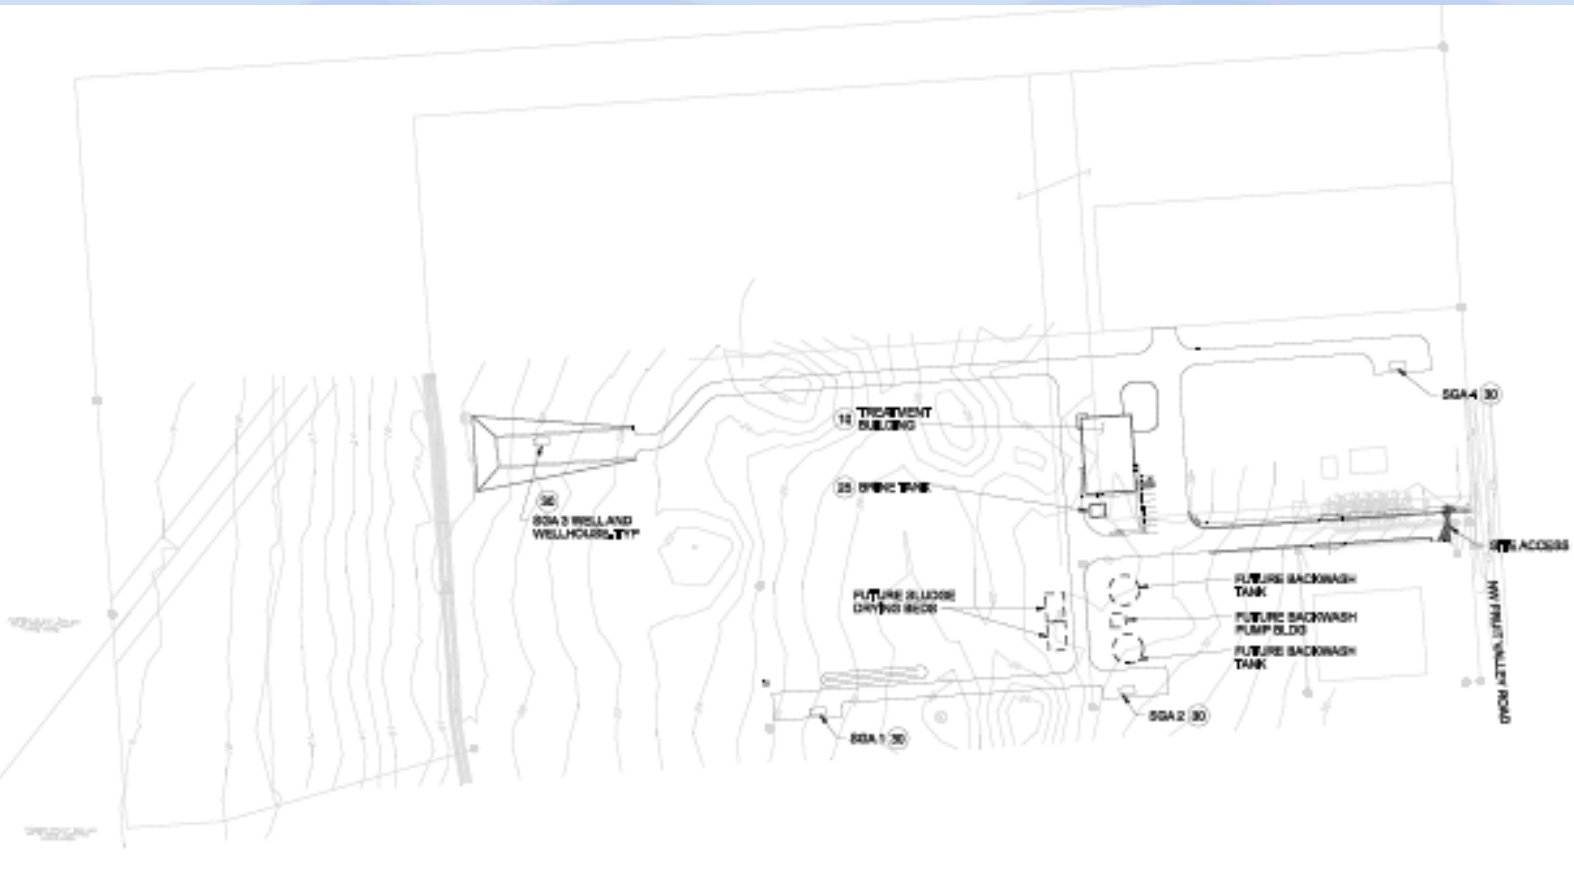 SGA 4 30
10 TREATMENT
BUILDING
25 BRINE TANK
30
SGA 3 WELL AND
WELLHOUSE, TYP
SITE ACCESS
FUTURE BACKWASH
TANK
FUTURE SLUDGE
DRYING BEDS
FUTURE BACKWASH
PUMP BLDG
FUTURE BACKWASH
TANK
NW FRUIT VALLEY ROAD
SGA 2 30
SGA 1 30